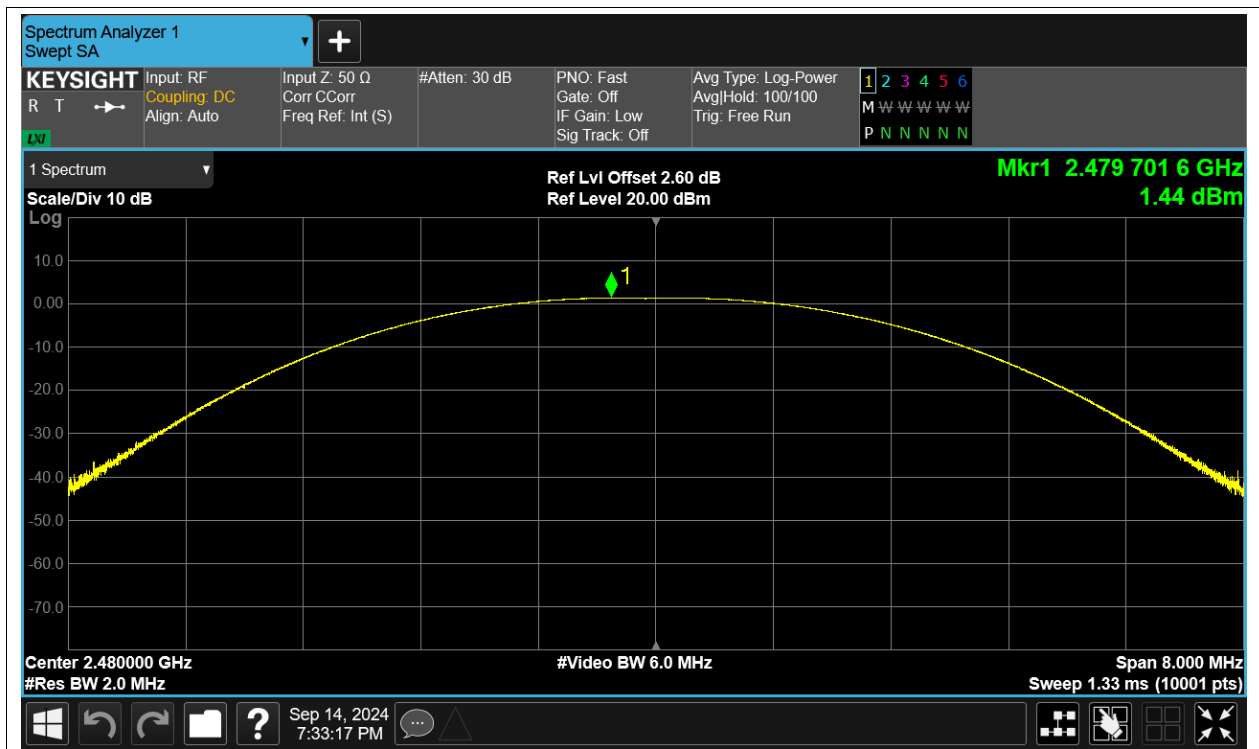 Spectrum Analyzer 1
Swept SA
KEYSIGHT
R T
LXI
Input: RF
Coupling: DC
Align: Auto
Input Z: 50 Ω
Corr CCorr
Freq Ref: Int (S)
#Atten: 30 dB
PNO: Fast
Gate: Off
IF Gain: Low
Sig Track: Off
Avg Type: Log-Power
Avg|Hold: 100/100
Trig: Free Run
1 2 3 4 5 6
M W W W W W
P N N N N N
1 Spectrum
Scale/Div 10 dB
Log
Ref Lvl Offset 2.60 dB
Ref Level 20.00 dBm
Mkr1 2.479 701 6 GHz
1.44 dBm
1
10.0
0.00
-10.0
-20.0
-30.0
-40.0
-50.0
-60.0
-70.0
Center 2.480000 GHz
#Res BW 2.0 MHz
#Video BW 6.0 MHz
Span 8.000 MHz
Sweep 1.33 ms (10001 pts)
?
Sep 14, 2024
7:33:17 PM